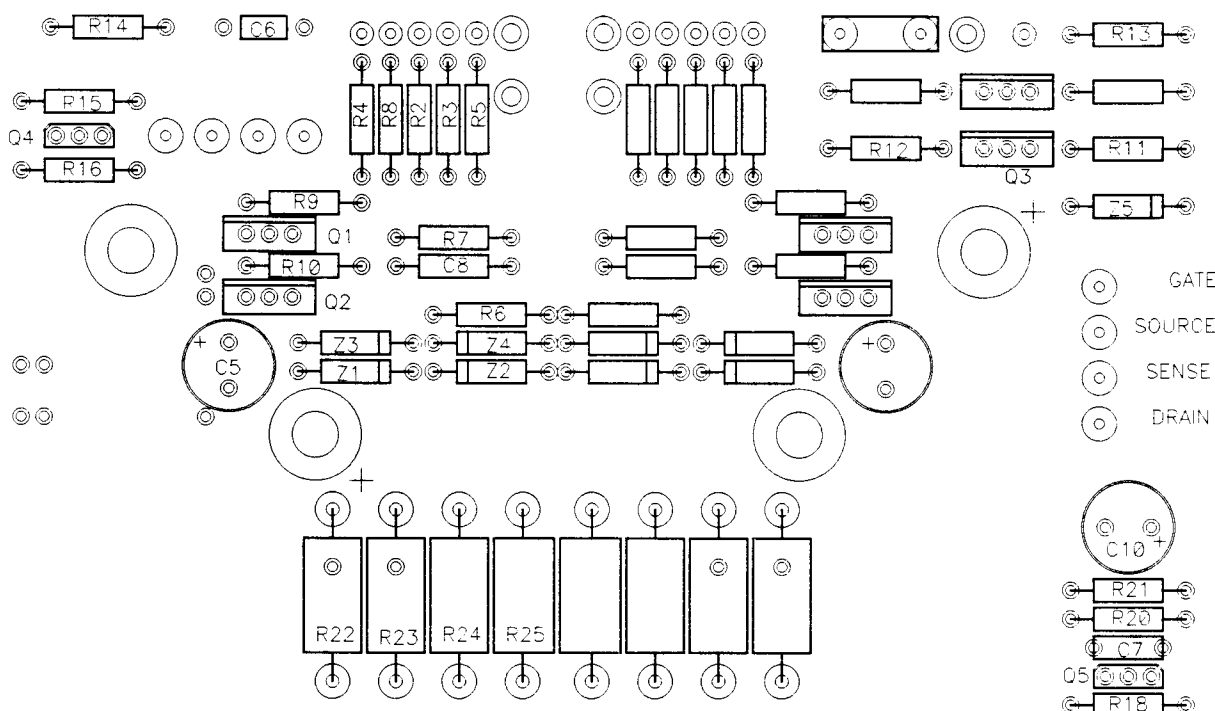 R14
C6
R13
R15
R4
R8
R2
R3
R5
Q4
R16
R12
R11
Q3
R9
Z5
Q1
R7
R10
C8
Q2
GATE
R6
SOURCE
Z3
Z4
C5
Z1
Z2
SENSE
DRAIN
C10
R21
R22
R23
R24
R25
R20
C7
Q5
R18